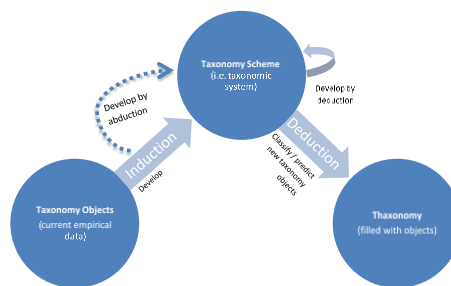 Taxonomy Scheme
(i.e. taxonomic
system)
Develop by
abduction
Develop by
deduction
Induction
Develop
Deduction
Classify / predict
new taxonomy
objects
Taxonomy Objects
(current empirical
data)
Thaxonomy
(filled with objects)